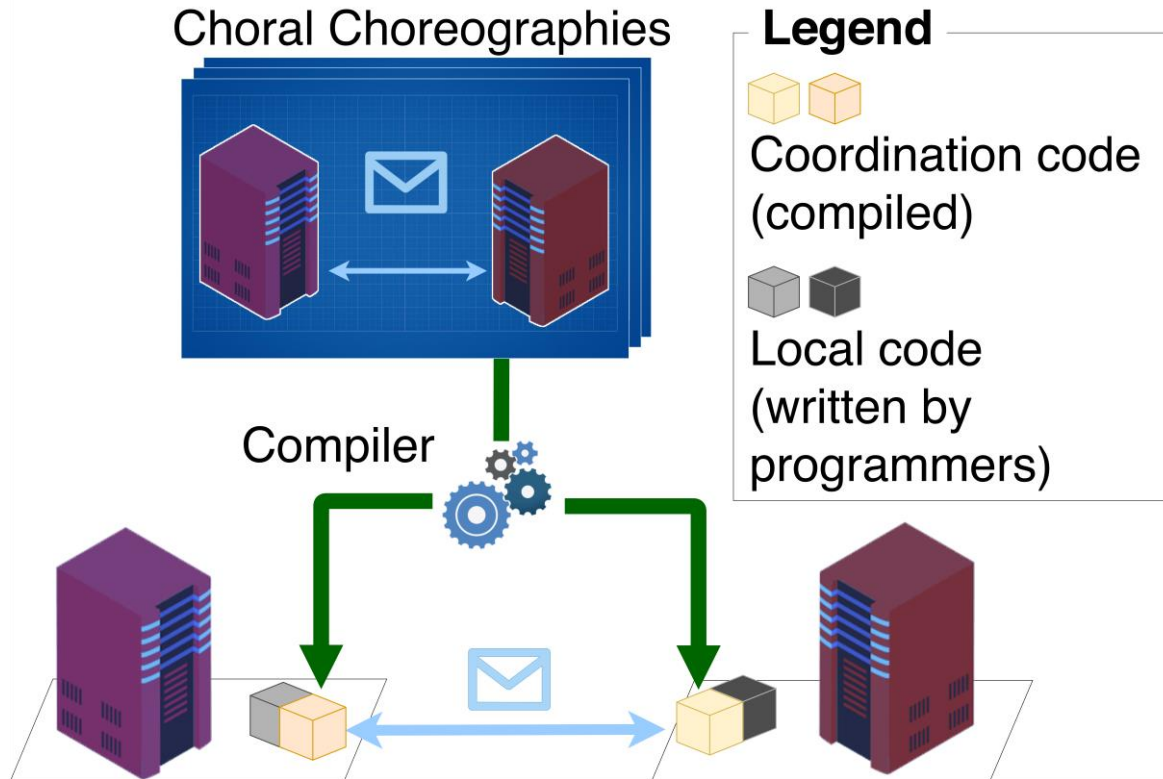 Choral Choreographies
Legend
Coordination code
(compiled)
Local code
(written by
programmers)
Compiler